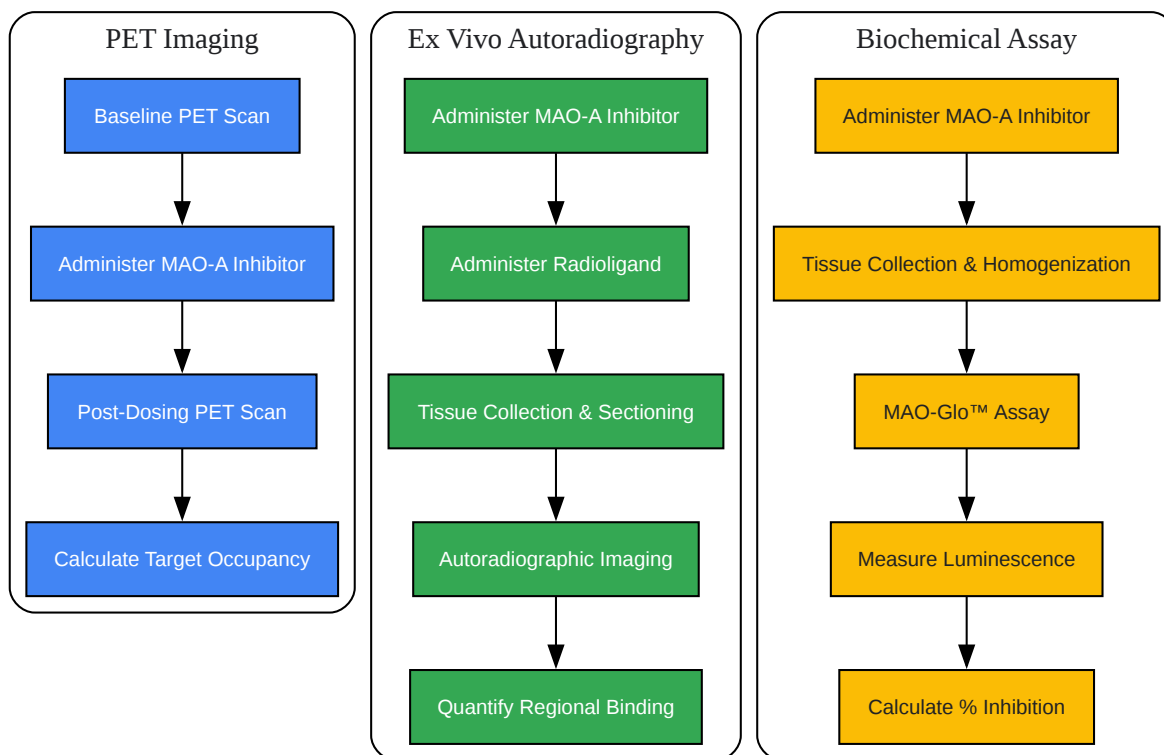 PET Imaging
Baseline PET Scan
Administer MAO-A Inhibitor
Post-Dosing PET Scan
Calculate Target Occupancy
Ex Vivo Autoradiography
Administer MAO-A Inhibitor
Administer Radioligand
Tissue Collection & Sectioning
Autoradiographic Imaging
Quantify Regional Binding
Biochemical Assay
Administer MAO-A Inhibitor
Tissue Collection & Homogenization
MAO-Glo™ Assay
Measure Luminescence
Calculate % Inhibition